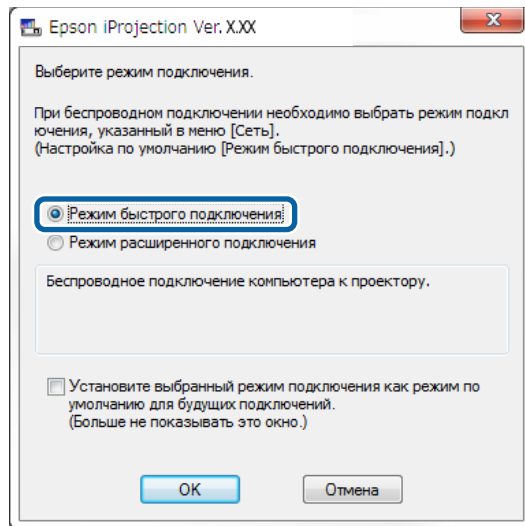 Epson iProjection Ver. X.XX
Выберите режим подключения.
При беспроводном подключении необходимо выбрать режим подкл
ючения, указанный в меню [Сеть].
(Настройка по умолчанию [Режим быстрого подключения].)
Режим быстрого подключения
Режим расширенного подключения
Беспроводное подключение компьютера к проектору.
Установите выбранный режим подключения как режим по
умолчанию для будущих подключений.
(Больше не показывать это окно.)
OK
Отмена